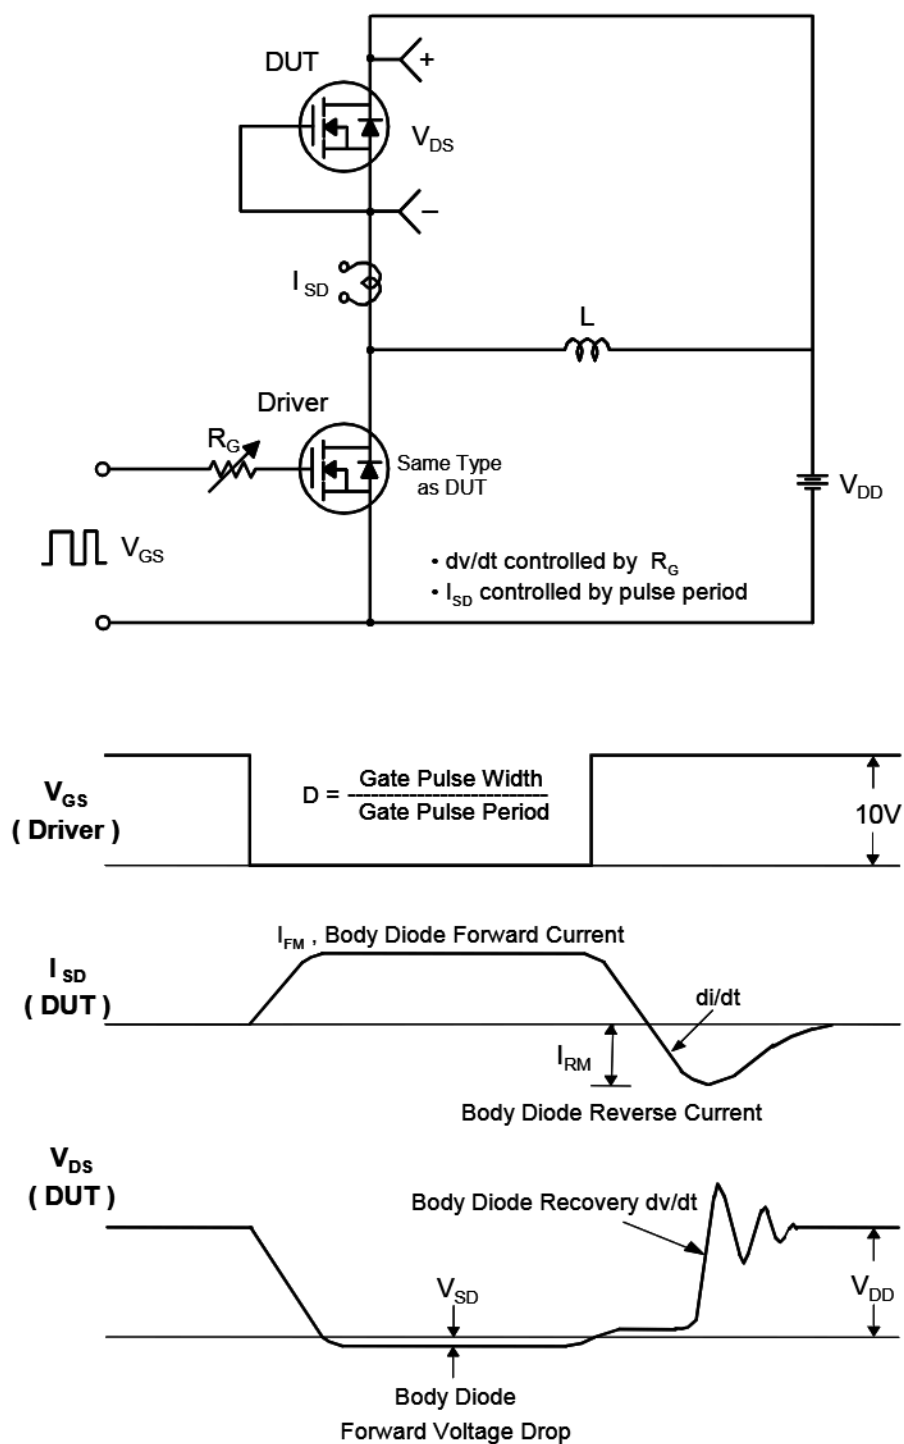 DUT
+
V_DS
−
I_SD
L
Driver
R_G
Same Type
as DUT
V_DD
V_GS
• dv/dt controlled by R_G
• I_SD controlled by pulse period
V_GS
( Driver )
D = Gate Pulse Width
--------------------------
Gate Pulse Period
10V
I_FM , Body Diode Forward Current
I_SD
( DUT )
di/dt
I_RM
Body Diode Reverse Current
V_DS
( DUT )
Body Diode Recovery dv/dt
V_SD
V_DD
Body Diode
Forward Voltage Drop